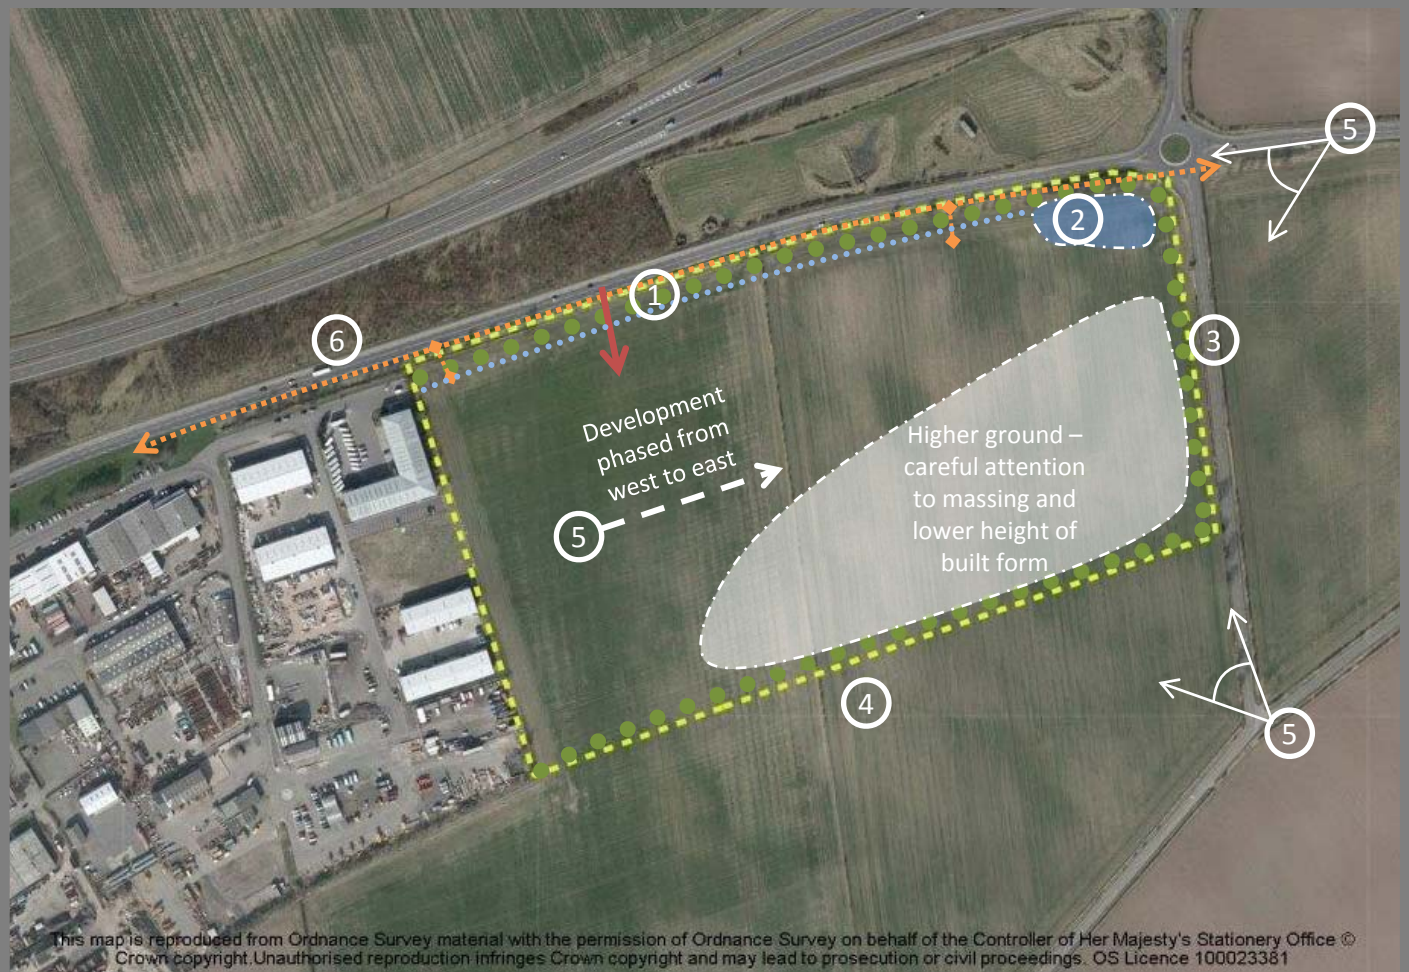 5
2
1
6
3
Development
phased from
west to east
Higher ground –
careful attention
to massing and
lower height of
built form
5
4
5
This map is reproduced from Ordnance Survey material with the permission of Ordnance Survey on behalf of the Controller of Her Majesty's Stationery Office ©
Crown copyright.Unauthorised reproduction infringes Crown copyright and may lead to prosecution or civil proceedings. OS Licence 100023381